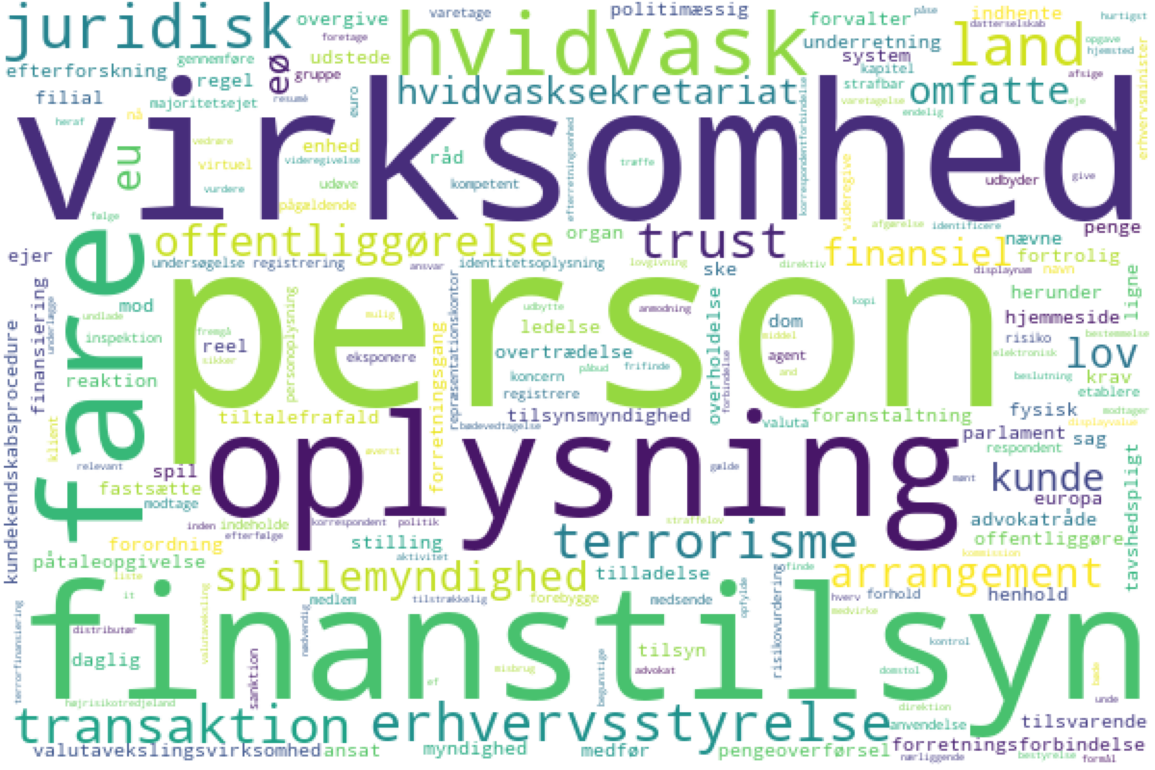 juridisk
overgive
varetage
foretage
hvidvask
politimæssig
forvalter
påse
datterselskab
indhente
hurtigst
opgave
hjemsted
efterforskning
gennemføre
udstede
underretning
land
regel
eø
gruppe
system
kapitel
afsige
filial
majoritetsejet
resumé
euro
hvidvasksekretariat
strafbar
varetagelse
omfatte
eje
endelig
erhvervsminister
heraf
nå
virksomhed
vedrøre
enhed
videregivelse
råd
efterretningsenhed
træffe
korrespondentforbindelse
eu
virtuel
vurdere
udøve
kompetent
videregive
udbyder
give
pågældende
følge
organ
afgørelse
identificere
penge
fare
offentliggørelse
trust
finansiel
nævne
fortrolig
ejer
undersøgelse
registrering
ansvar
identitetsoplysning
lovgivning
ske
direktiv
displaynam
navn
ligne
finansiering
undlade
underlægge
mod
personoplysning
person
mulig
udbytte
anmodning
kopi
herunder
repræsentationskontor
ledelse
dom
hjemmeside
inspektion
fremgå
sikker
reel
eksponere
overtrædelse
påbud
frifinde
overholdelse
forbindelse
agent
middel
and
risiko
bestemmelse
elektronisk
lov
reaktion
koncern
registrere
beslutning
krav
etablere
kundekendskabsprocedure
klient
tiltalefrafald
forretningsgang
bødevedtagelse
tilsynsmyndighed
valuta
foranstaltning
fysisk
displayvalue
modtager
relevant
oplysning
averst
gælde
mønt
parlament
sag
respondent
spil
fastsætte
modtage
kunde
europa
tavshedspligt
inden
indeholde
efterfølge
korrespondent
politik
straffelov
advokatråde
offentliggøre
påtaleopgivelse
forordning
stilling
aktivitet
terrorisme
kommission
liste
it
spillemyndighed
tilladelse
finde
arrangement
terrorfinansiering
distributør
valutaveksling
medlem
nødvendig
tilstrækkelig
forebygge
medsende
opfylde
risikovurdering
hverv
medvirke
forhold
henhold
finanstilsyn
daglig
sanktion
misbrug
ef
begunstige
tilsyn
advokat
domstol
kontrol
både
højrisikotredjeland
unde
direktion
transaktion
erhvervsstyrelse
anvendelse
tilsvarende
valutavekslingsvirksomhed
ansat
myndighed
medfør
pengeoverførsel
forretningsforbindelse
nærliggende
bestyrelse
formål